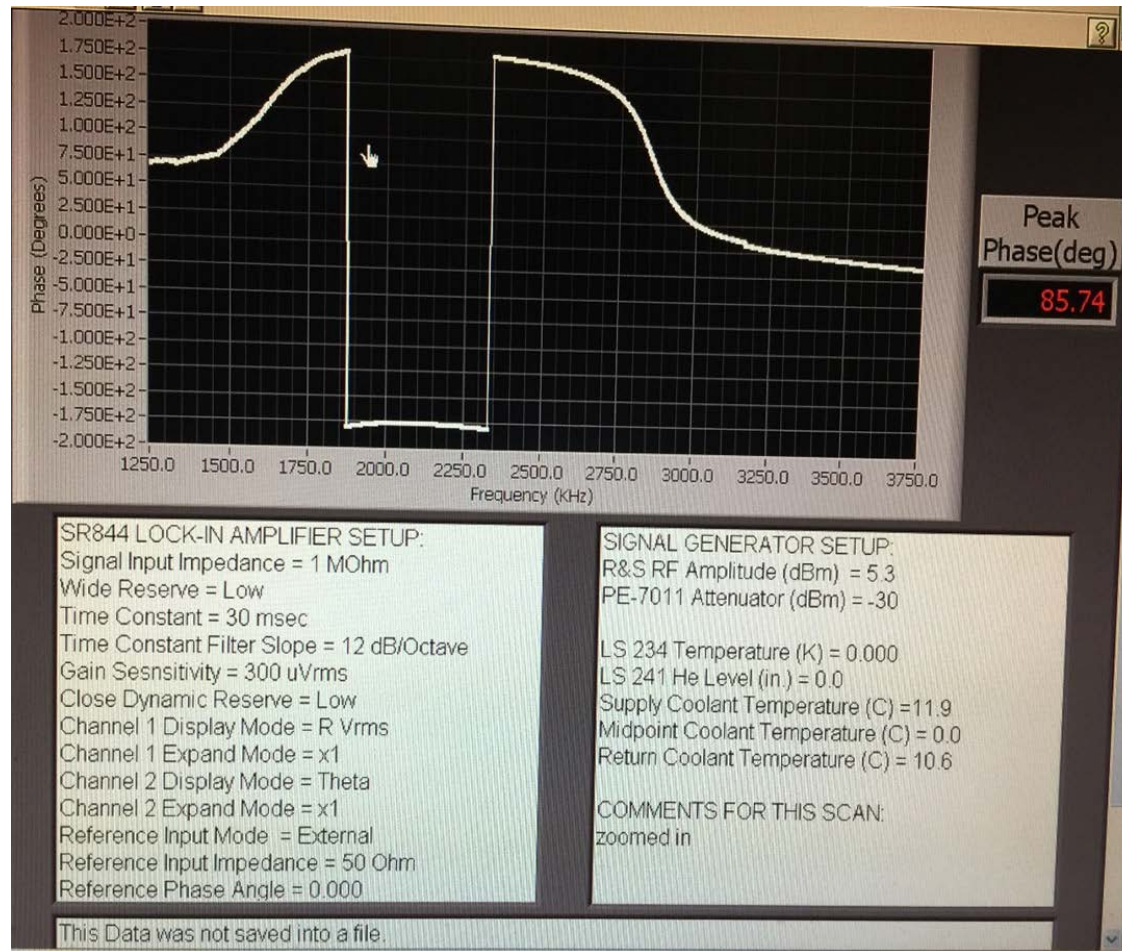 2.000E+2
1.750E+2
1.500E+2
1.250E+2
1.000E+2
7.500E+1
5.000E+1
2.500E+1
0.000E+0
-2.500E+1
-5.000E+1
-7.500E+1
-1.000E+2
-1.250E+2
-1.500E+2
-1.750E+2
-2.000E+2
Phase (Degrees)
1250.0 1500.0 1750.0 2000.0 2250.0 2500.0 2750.0 3000.0 3250.0 3500.0 3750.0
Frequency (KHz)
?
Peak
Phase(deg)
85.74
SR844 LOCK-IN AMPLIFIER SETUP:
Signal Input Impedance = 1 MOhm
Wide Reserve = Low
Time Constant = 30 msec
Time Constant Filter Slope = 12 dB/Octave
Gain Sesnsitivity = 300 uVrms
Close Dynamic Reserve = Low
Channel 1 Display Mode = R Vrms
Channel 1 Expand Mode = x1
Channel 2 Display Mode = Theta
Channel 2 Expand Mode = x1
Reference Input Mode = External
Reference Input Impedance = 50 Ohm
Reference Phase Angle = 0.000
SIGNAL GENERATOR SETUP:
R&S RF Amplitude (dBm) = 5.3
PE-7011 Attenuator (dBm) = -30
LS 234 Temperature (K) = 0.000
LS 241 He Level (in.) = 0.0
Supply Coolant Temperature (C) =11.9
Midpoint Coolant Temperature (C) = 0.0
Return Coolant Temperature (C) = 10.6
COMMENTS FOR THIS SCAN:
zoomed in
This Data was not saved into a file.